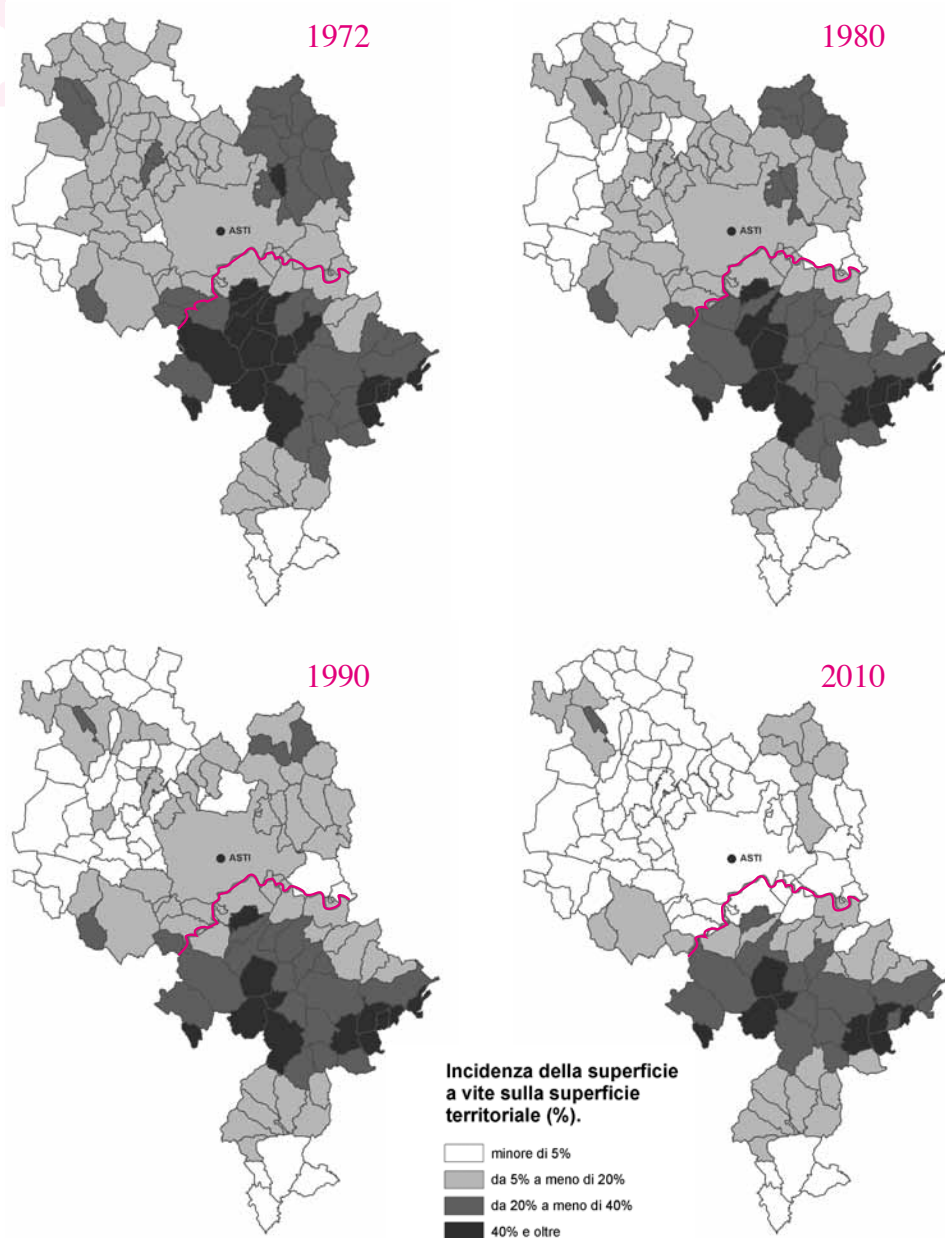 1972
1980
ASTI
ASTI
1990
2010
ASTI
ASTI
Incidenza della superficie
a vite sulla superficie
territoriale (%).
minore di 5%
da 5% a meno di 20%
da 20% a meno di 40%
40% e oltre